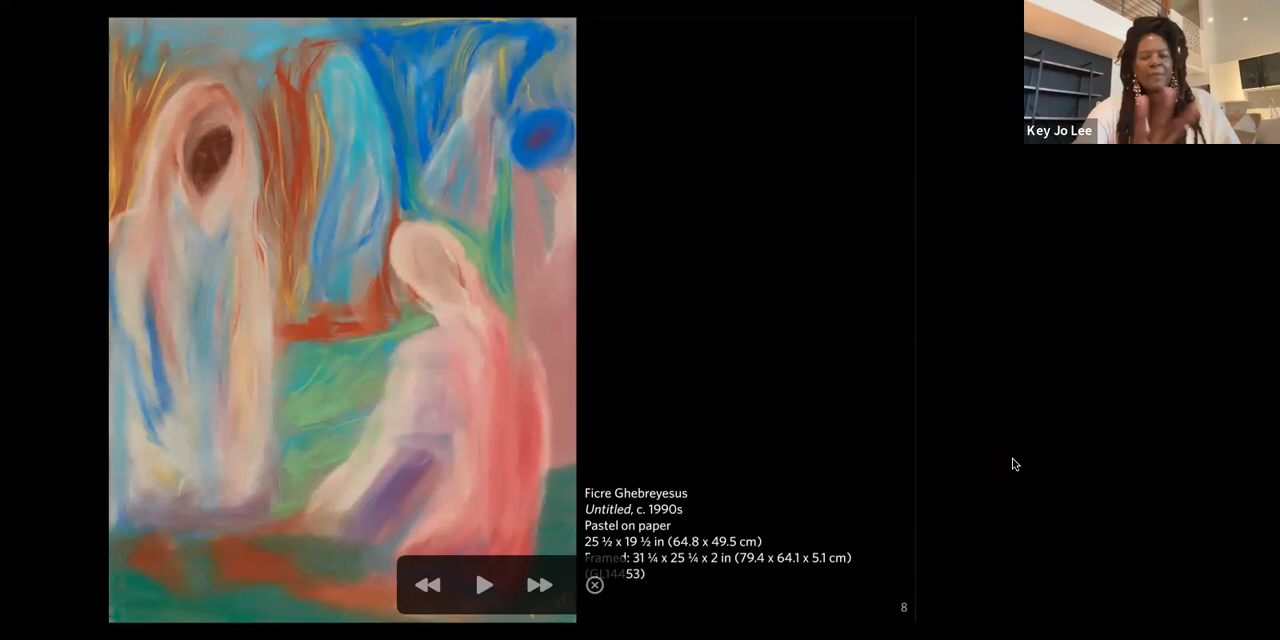 Key Jo Lee
Ficre Ghebreyesus
Untitled, c. 1990s
Pastel on paper
25 ½ x 19 ½ in (64.8 x 49.5 cm)
Framed: 31 ¼ x 25 ¼ x 2 in (79.4 x 64.1 x 5.1 cm)
(GL14453)
8